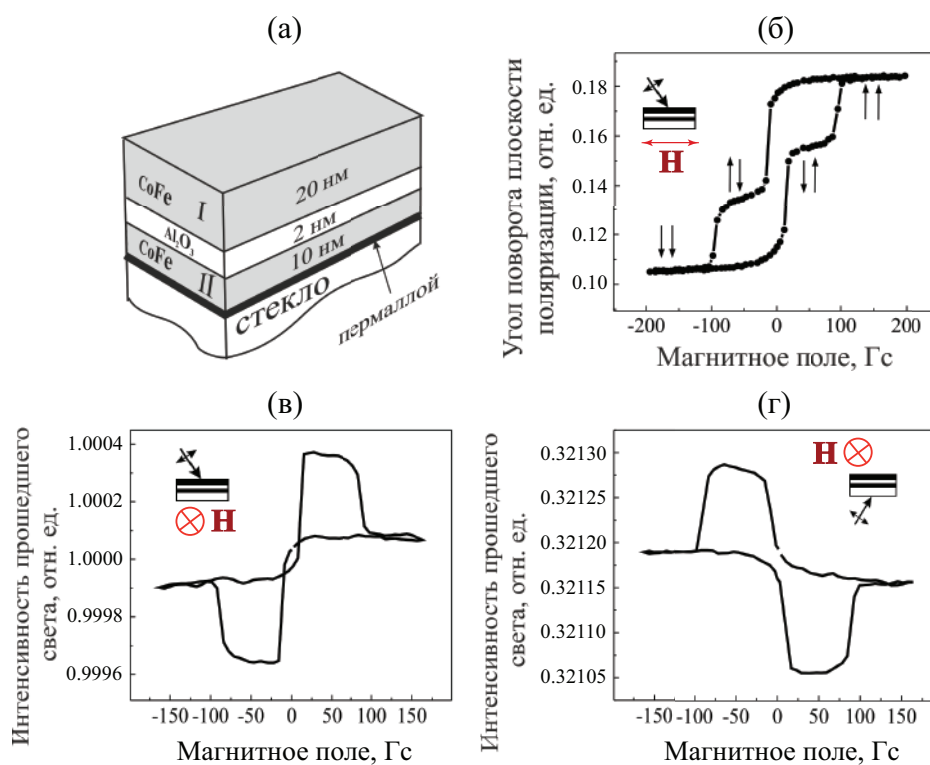 (а)
CoFe
I
20 нм
Al₂O₃
2 нм
CoFe
II
10 нм
стекло
пермаллой
(б)
Угол поворота плоскости
поляризации, отн. ед.
0.18
0.16
0.14
0.12
0.10
H
-200
-100
0
100
200
Магнитное поле, Гс
(в)
Интенсивность прошедшего
света, отн. ед.
1.0004
1.0002
1.0000
0.9998
0.9996
H
-150
-100
-50
0
50
100
150
Магнитное поле, Гс
(г)
Интенсивность прошедшего
света, отн. ед.
0.32130
0.32125
0.32120
0.32115
0.32110
0.32105
H
-150
-100
-50
0
50
100
150
Магнитное поле, Гс